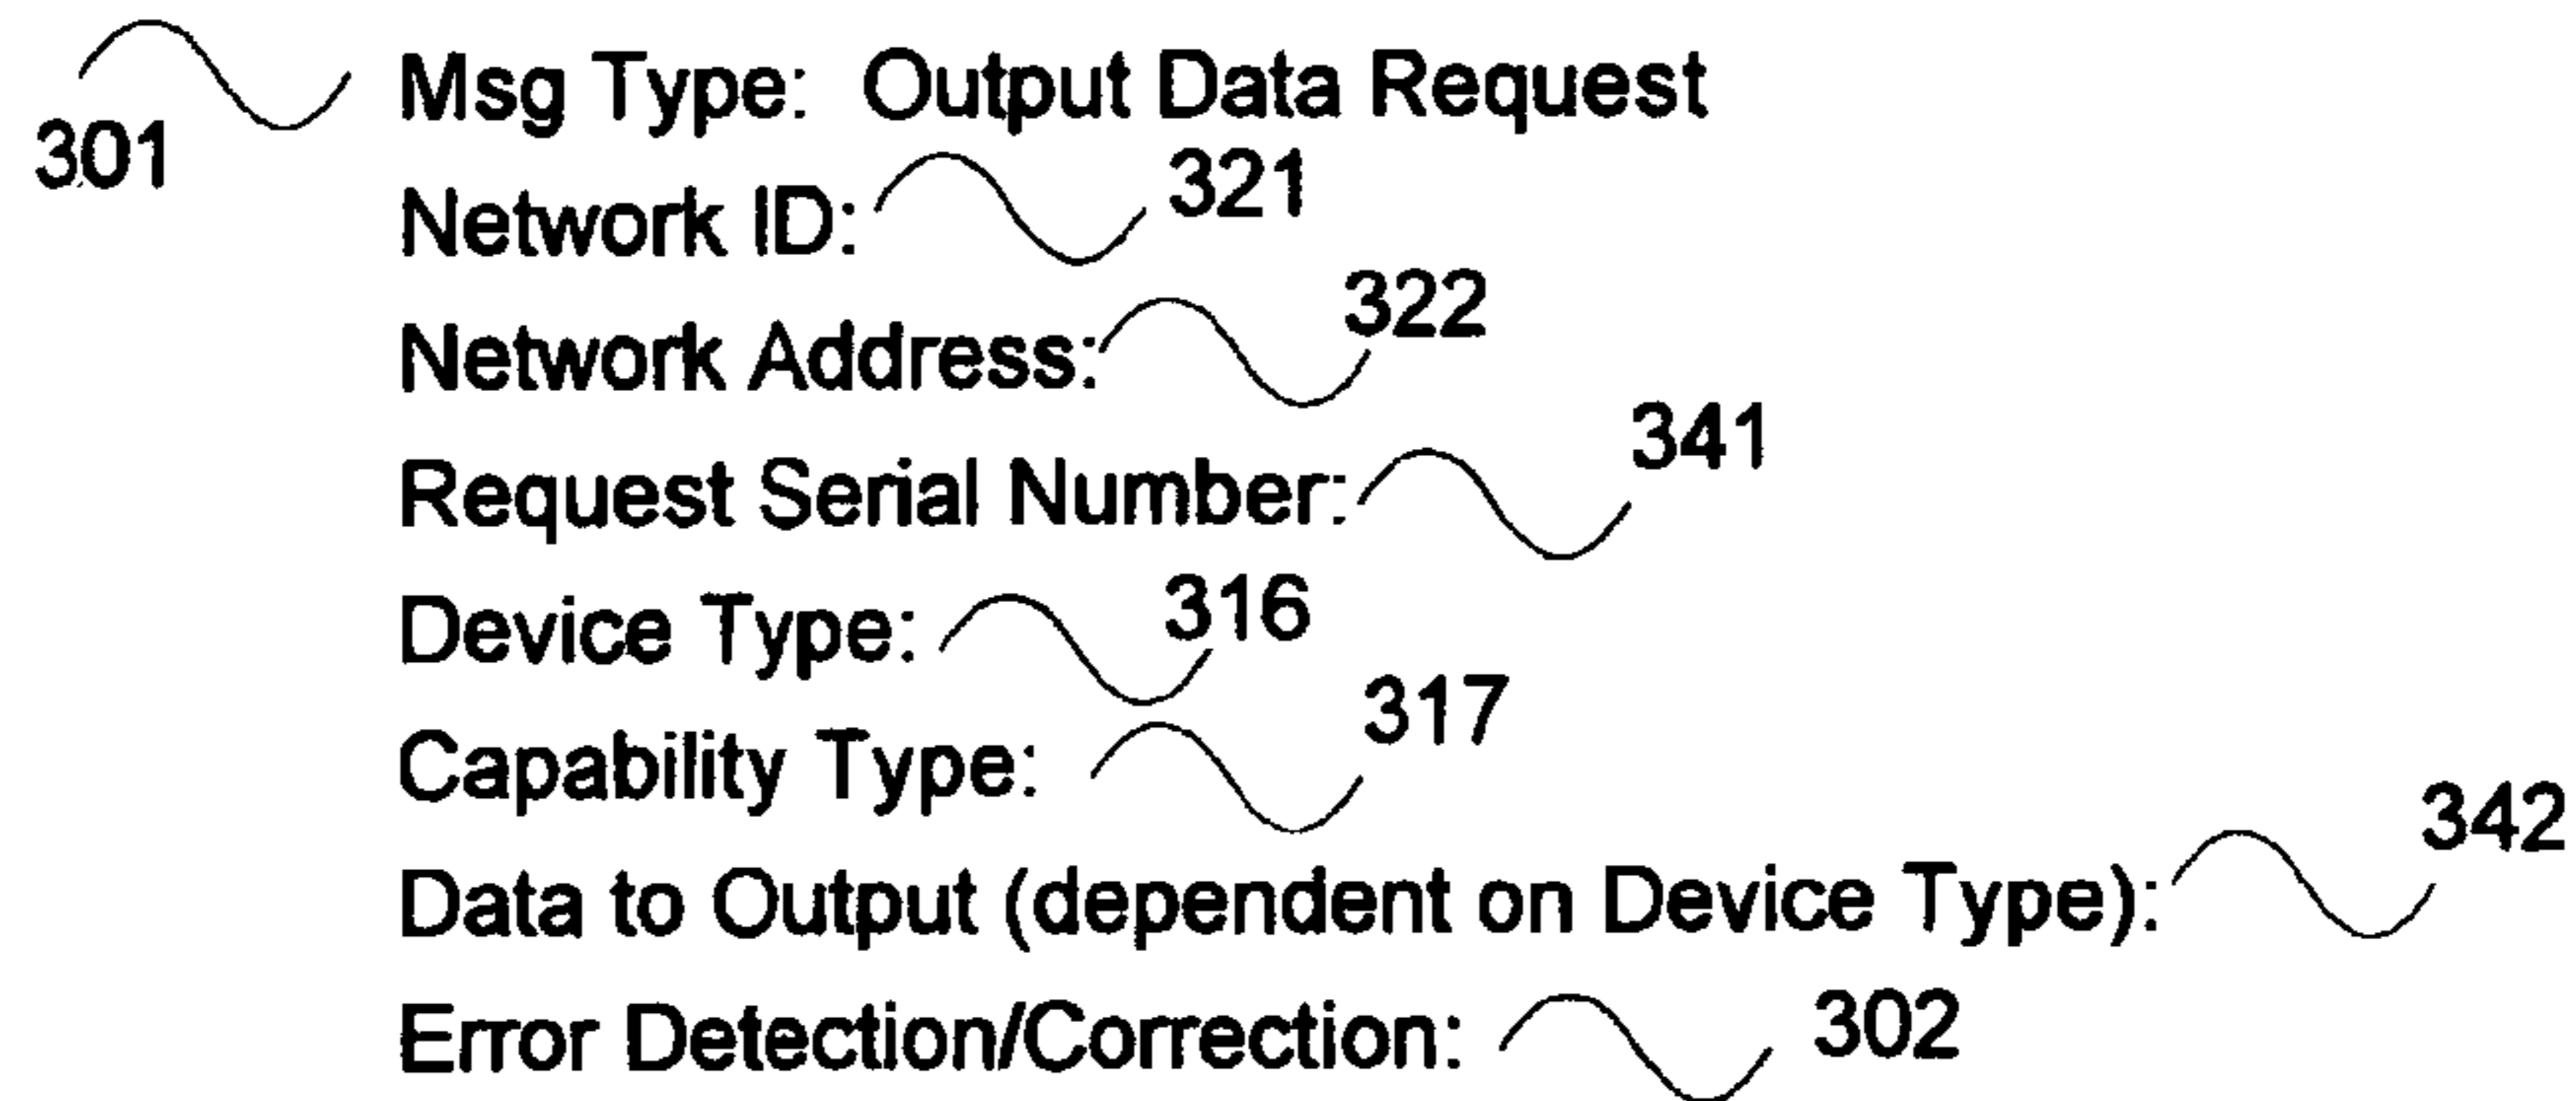 301 Msg Type: Output Data Request
Network ID: 321
Network Address: 322
Request Serial Number: 341
Device Type: 316
Capability Type: 317
Data to Output (dependent on Device Type): 342
Error Detection/Correction: 302